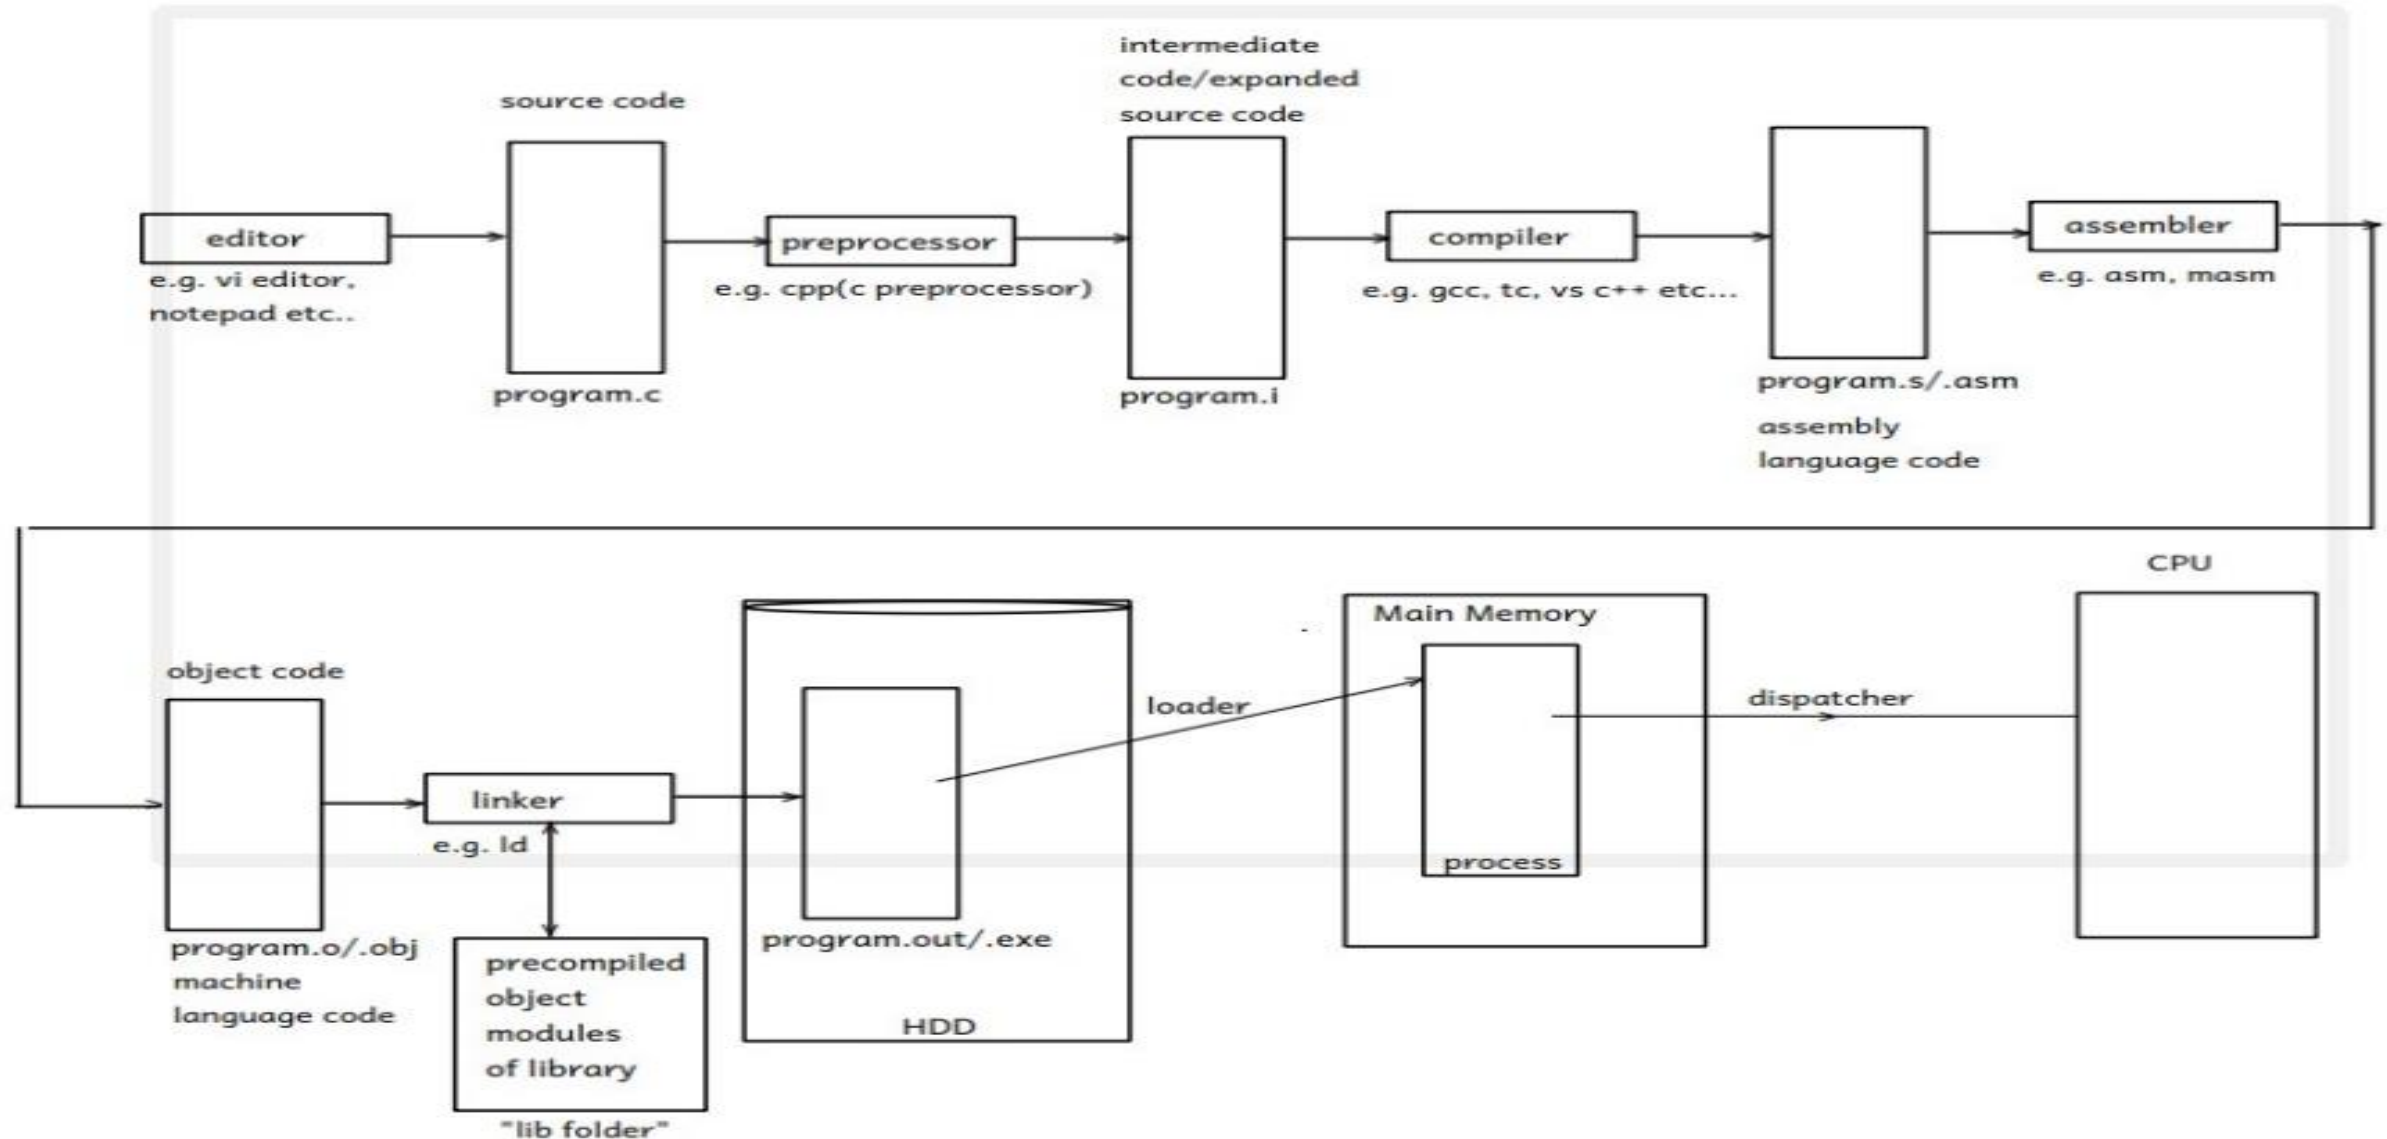 intermediate
code/expanded
source code
source code
editor
e.g. vi editor,
notepad etc..
program.c
preprocessor
e.g. cpp(c preprocessor)
program.i
compiler
e.g. gcc, tc, vs c++ etc...
program.s/.asm
assembly
language code
assembler
e.g. asm, masm
object code
program.o/.obj
machine
language code
linker
e.g. ld
precompiled
object
modules
of library
"lib folder"
program.out/.exe
HDD
loader
Main Memory
process
dispatcher
CPU